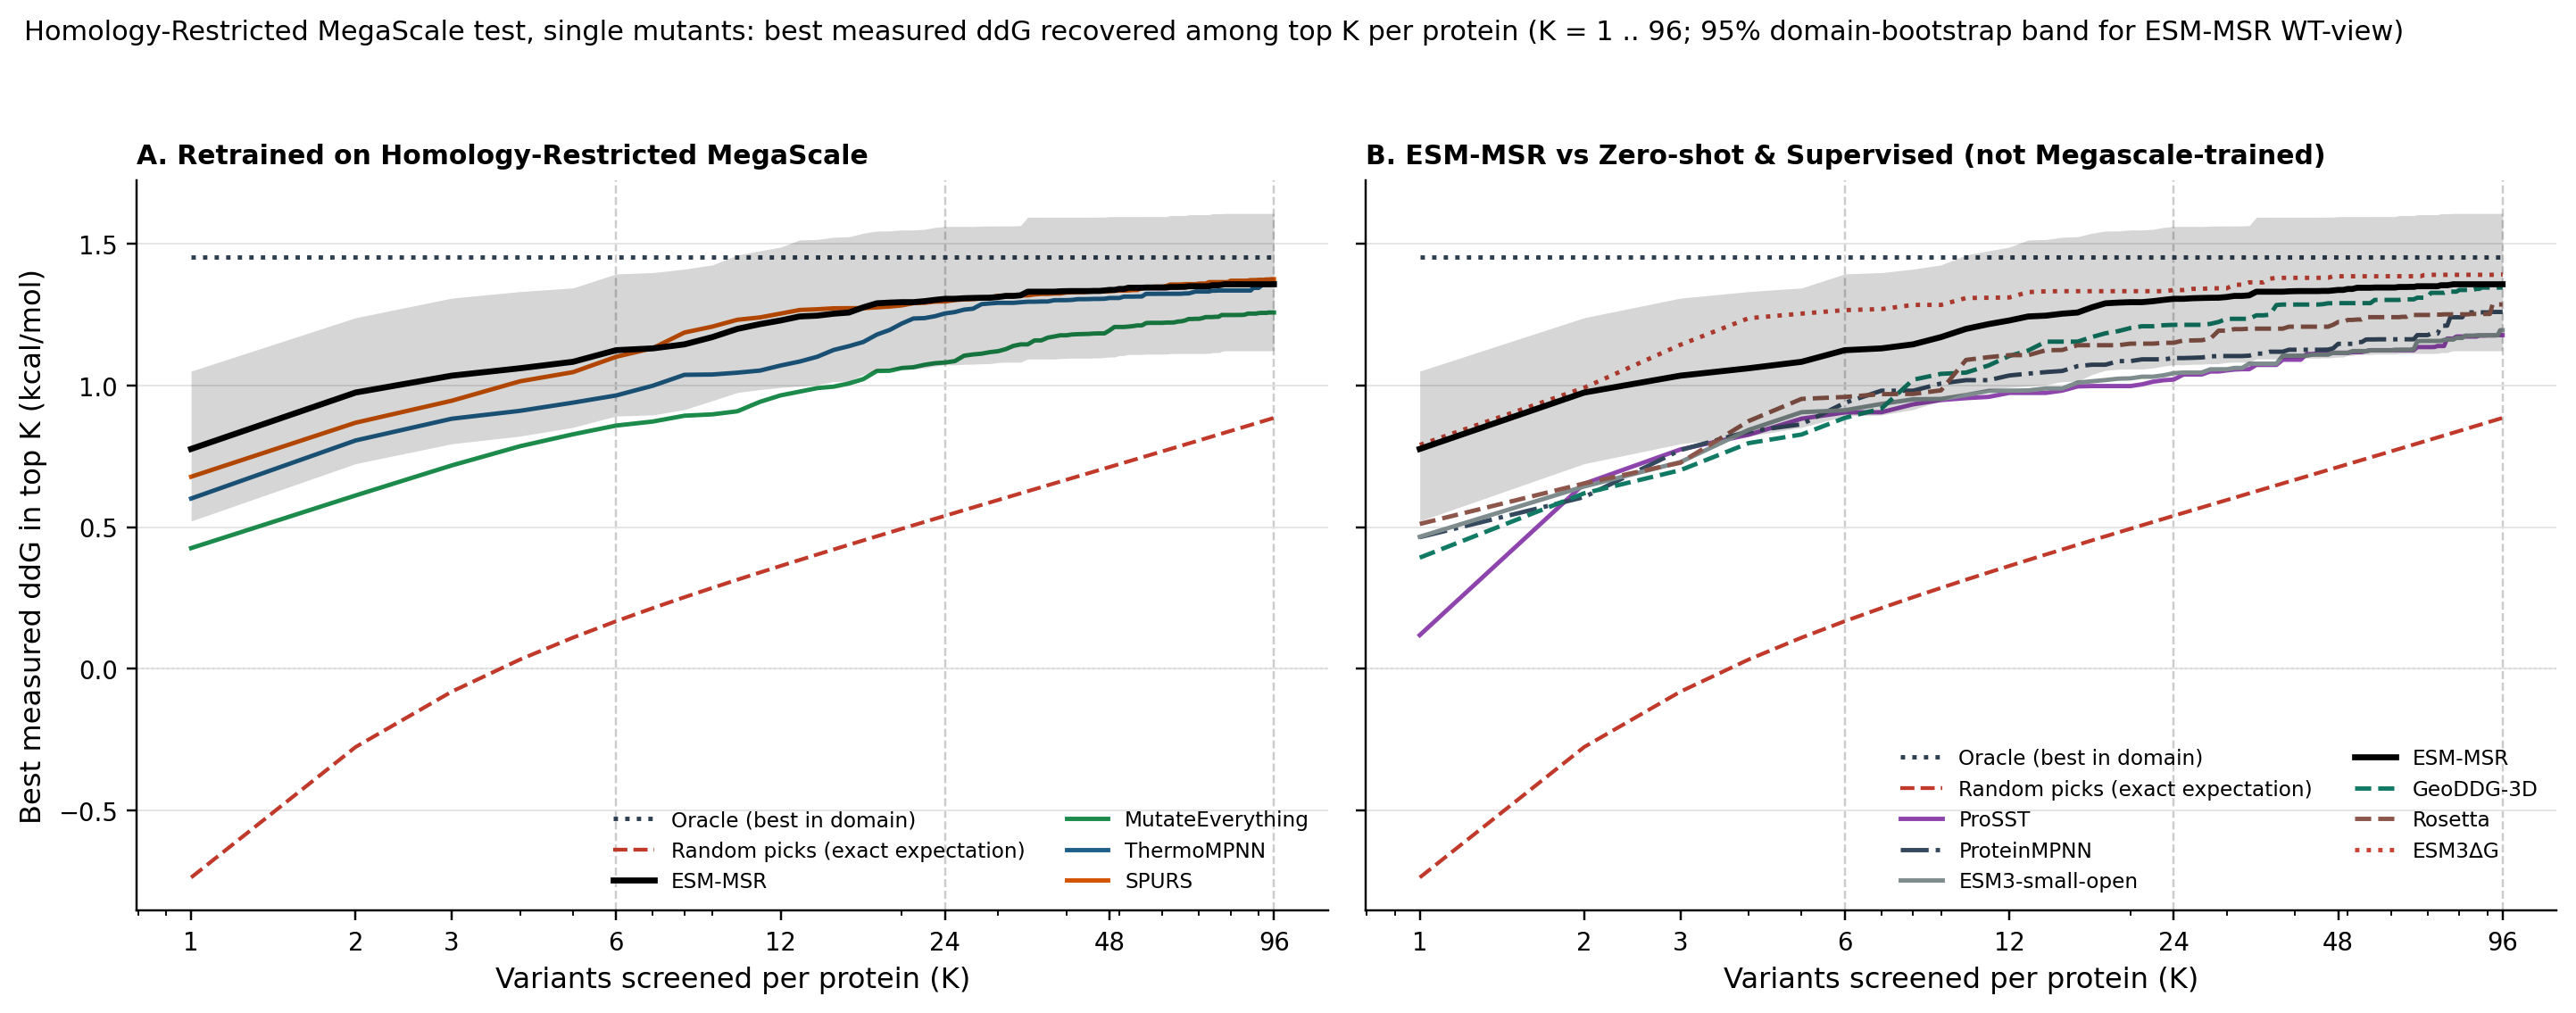 Homology-Restricted MegaScale test, single mutants: best measured ddG recovered among top K per protein (K = 1 .. 96; 95% domain-bootstrap band for ESM-MSR WT-view)
A. Retrained on Homology-Restricted MegaScale
Best measured ddG in top K (kcal/mol)
1.5
1.0
0.5
0.0
−0.5
Oracle (best in domain)
Random picks (exact expectation)
ESM-MSR
MutateEverything
ThermoMPNN
SPURS
1 2 3 6 12 24 48 96
Variants screened per protein (K)
B. ESM-MSR vs Zero-shot & Supervised (not Megascale-trained)
Oracle (best in domain)
Random picks (exact expectation)
ProSST
ProteinMPNN
ESM3-small-open
ESM-MSR
GeoDDG-3D
Rosetta
ESM3ΔG
1 2 3 6 12 24 48 96
Variants screened per protein (K)